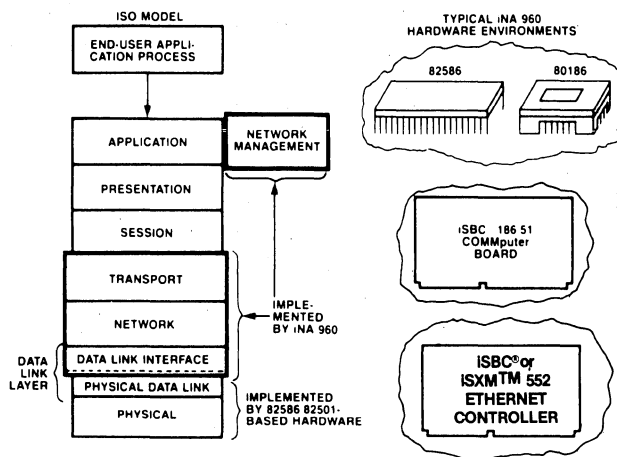 ISO MODEL
END-USER APPLI-
CATION PROCESS
APPLICATION
NETWORK
MANAGEMENT
PRESENTATION
SESSION
TRANSPORT
NETWORK
DATA LINK INTERFACE
PHYSICAL DATA LINK
PHYSICAL
DATA
LINK
LAYER
IMPLE-
MENTED
BY iNA 960
IMPLEMENTED
BY 82586 82501-
BASED HARDWARE
TYPICAL iNA 960
HARDWARE ENVIRONMENTS
82586
80186
iSBC 186 51
COMMputer
BOARD
iSBC® or
iSXM™ 552
ETHERNET
CONTROLLER